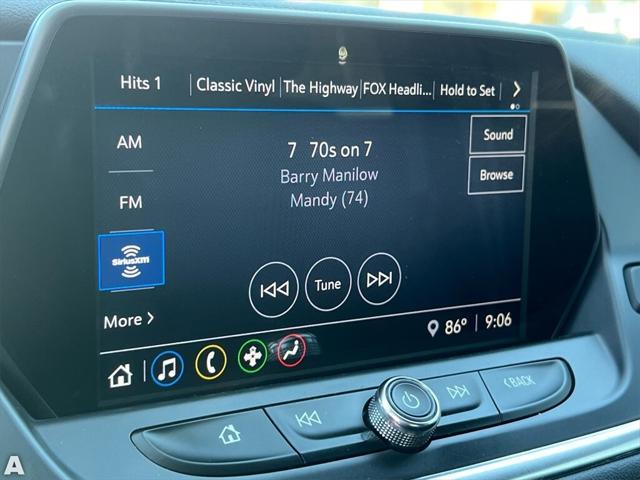 Hits 1 Classic Vinyl The Highway FOX Headli... Hold to Set
AM
7 70s on 7
Sound
Barry Manilow
Browse
FM
Mandy (74)
SiriusXM
Tune
More
86° 9:06
BACK
A